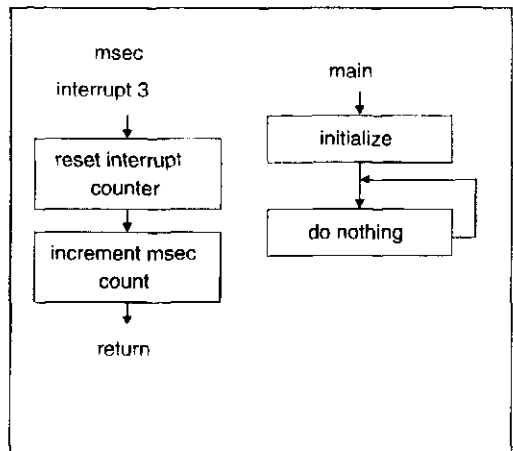 msec
interrupt 3
reset interrupt
counter
increment msec
count
return
main
initialize
do nothing